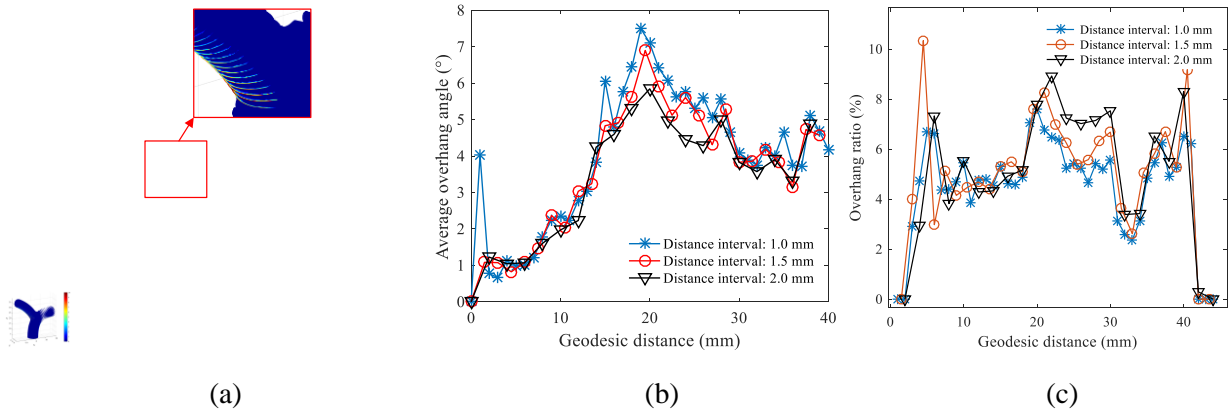 8
7
6
5
4
3
2
1
0
Average overhang angle (°)
Distance interval: 1.0 mm
Distance interval: 1.5 mm
Distance interval: 2.0 mm
0 10 20 30 40
Geodesic distance (mm)
10
8
6
4
2
0
Overhang ratio (%)
Distance interval: 1.0 mm
Distance interval: 1.5 mm
Distance interval: 2.0 mm
0 10 20 30 40
Geodesic distance (mm)
(a) (b) (c)